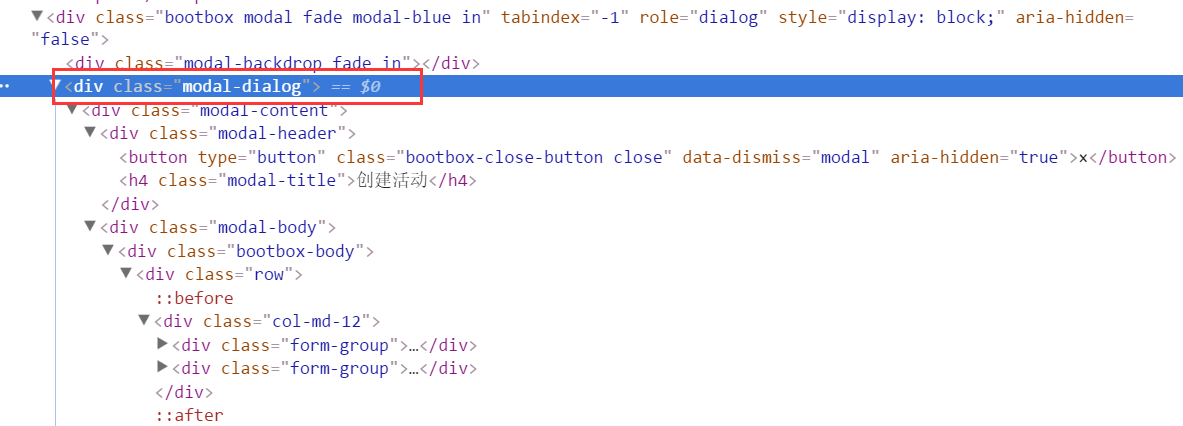 ▼<div class="bootbox modal fade modal-blue in" tabindex="-1" role="dialog" style="display: block;" aria-hidden=
"false">
<div class="modal-backdrop fade in"></div>
▼<div class="modal-dialog"> == $0
▼<div class="modal-content">
▼<div class="modal-header">
<button type="button" class="bootbox-close-button close" data-dismiss="modal" aria-hidden="true">×</button>
<h4 class="modal-title">创建活动</h4>
</div>
▼<div class="modal-body">
▼<div class="bootbox-body">
▼<div class="row">
::before
▼<div class="col-md-12">
▶<div class="form-group">…</div>
▶<div class="form-group">…</div>
</div>
::after